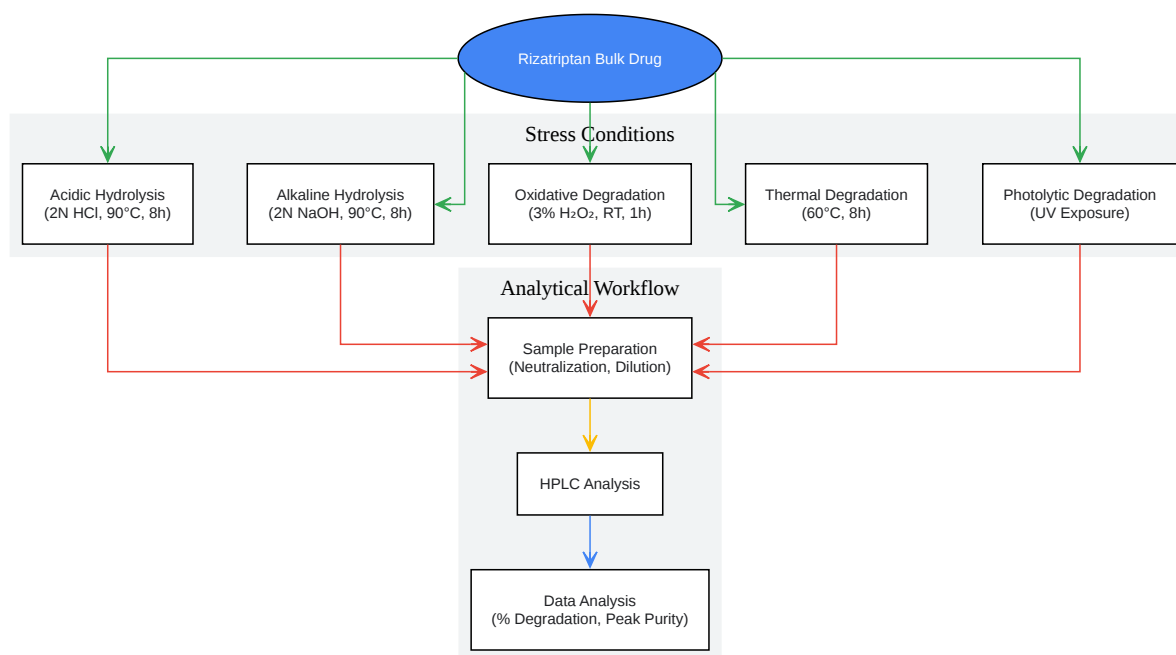 Rizatriptan Bulk Drug
Stress Conditions
Acidic Hydrolysis
(2N HCl, 90°C, 8h)
Alkaline Hydrolysis
(2N NaOH, 90°C, 8h)
Oxidative Degradation
(3% H₂O₂, RT, 1h)
Thermal Degradation
(60°C, 8h)
Photolytic Degradation
(UV Exposure)
Analytical Workflow
Sample Preparation
(Neutralization, Dilution)
HPLC Analysis
Data Analysis
(% Degradation, Peak Purity)